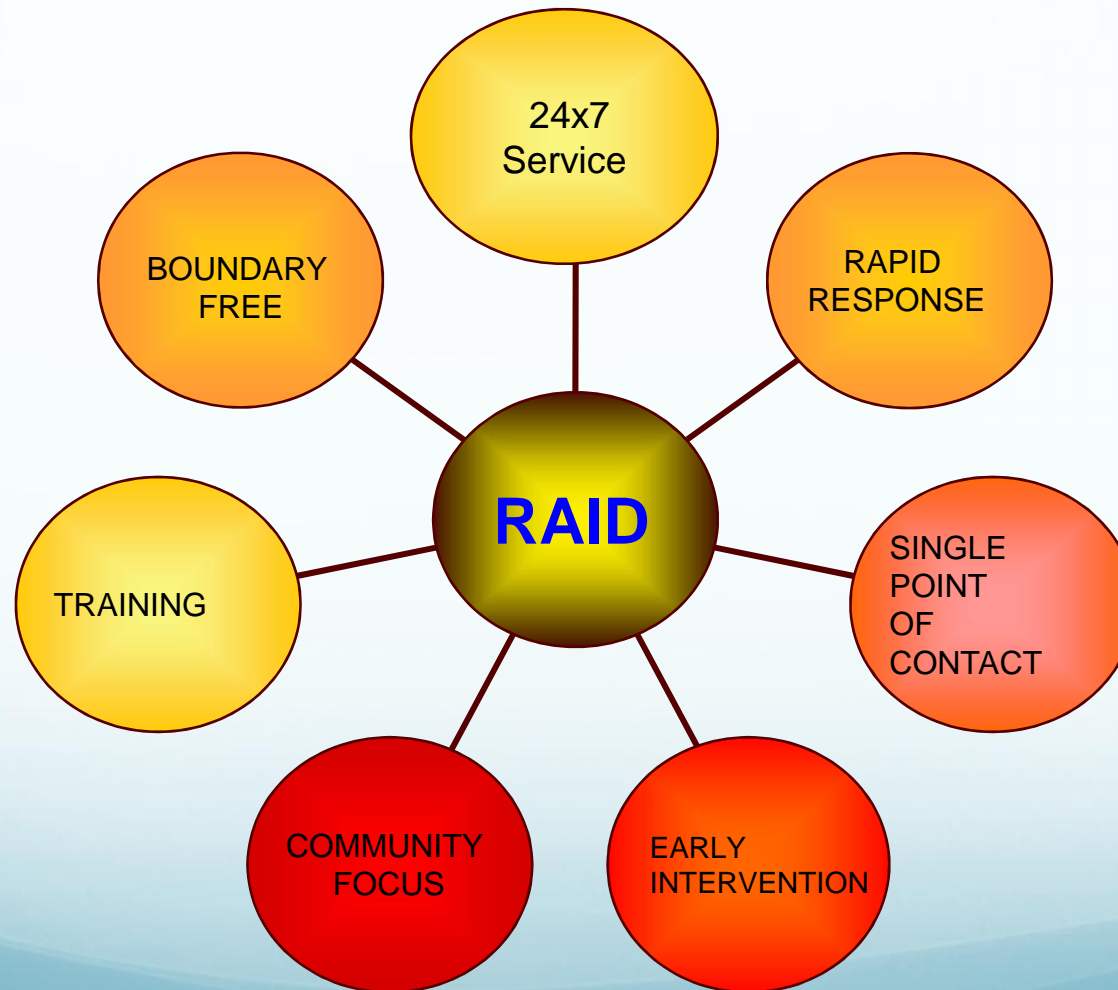 24x7
Service
BOUNDARY
FREE
RAPID
RESPONSE
RAID
TRAINING
SINGLE
POINT
OF
CONTACT
COMMUNITY
FOCUS
EARLY
INTERVENTION